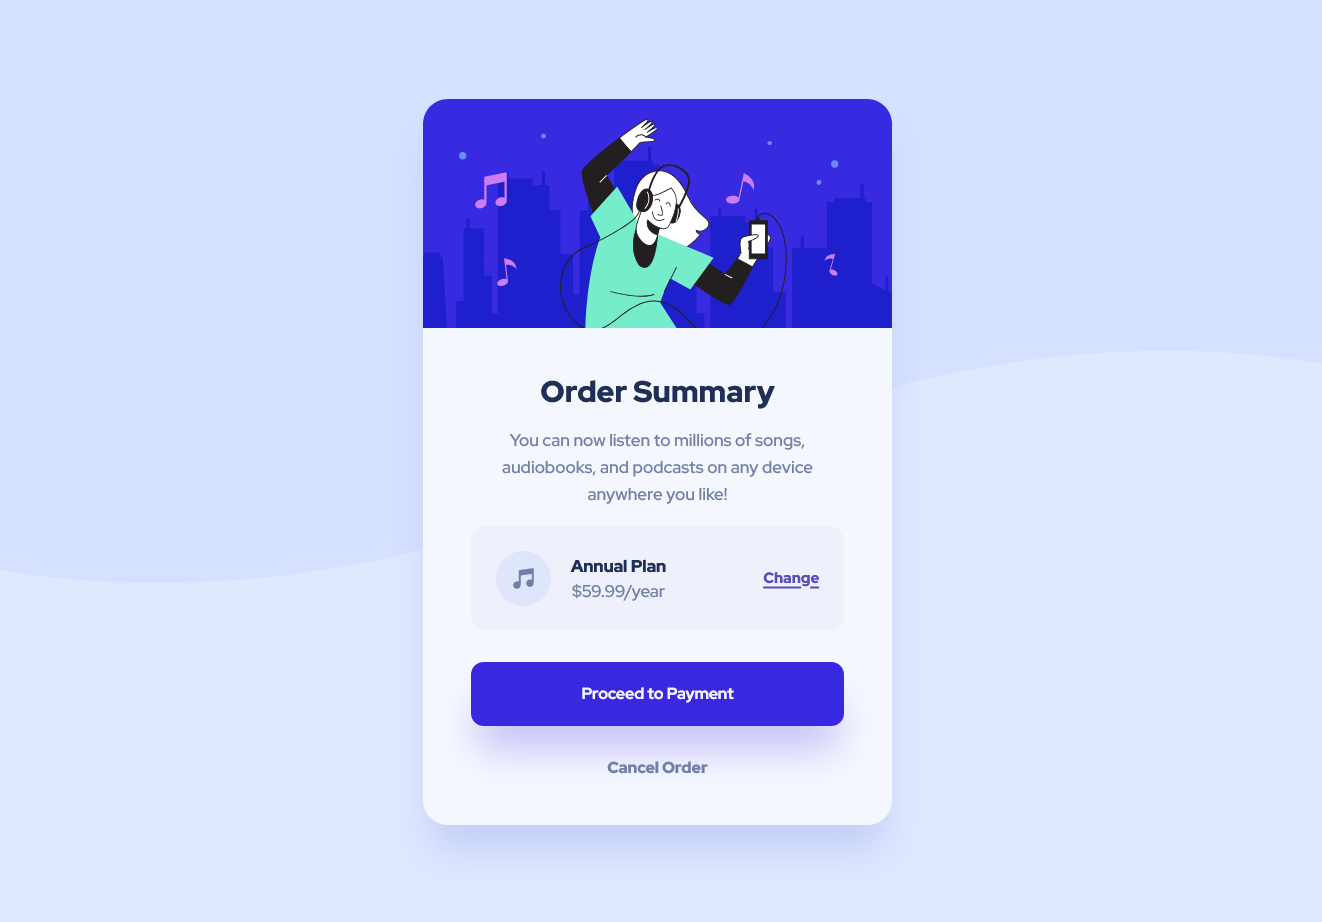 Order Summary
You can now listen to millions of songs,
audiobooks, and podcasts on any device
anywhere you like!
Annual Plan
$59.99/year
Change
Proceed to Payment
Cancel Order